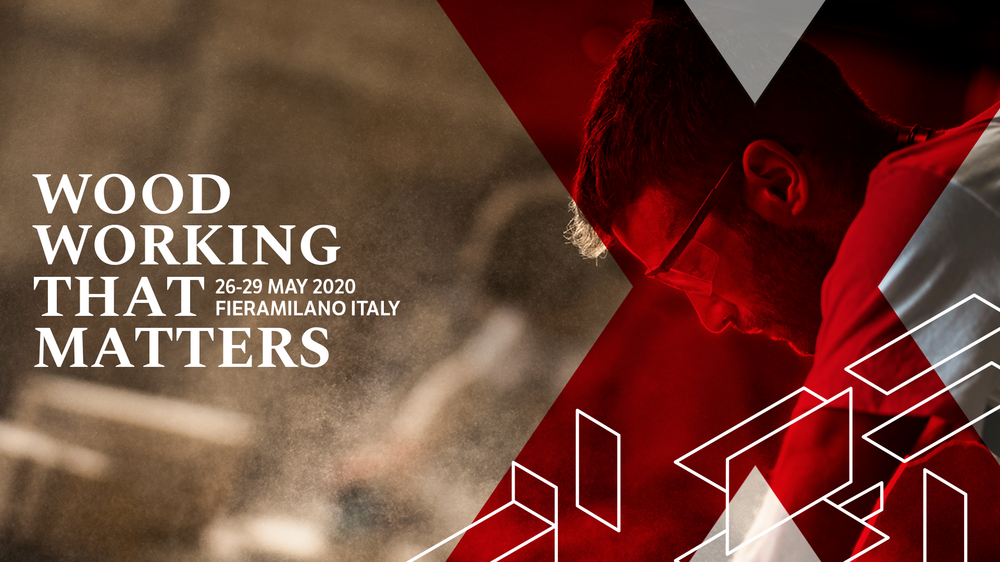 WOOD
WORKING
THAT
26-29 MAY 2020
FIERAMILANO ITALY
MATTERS